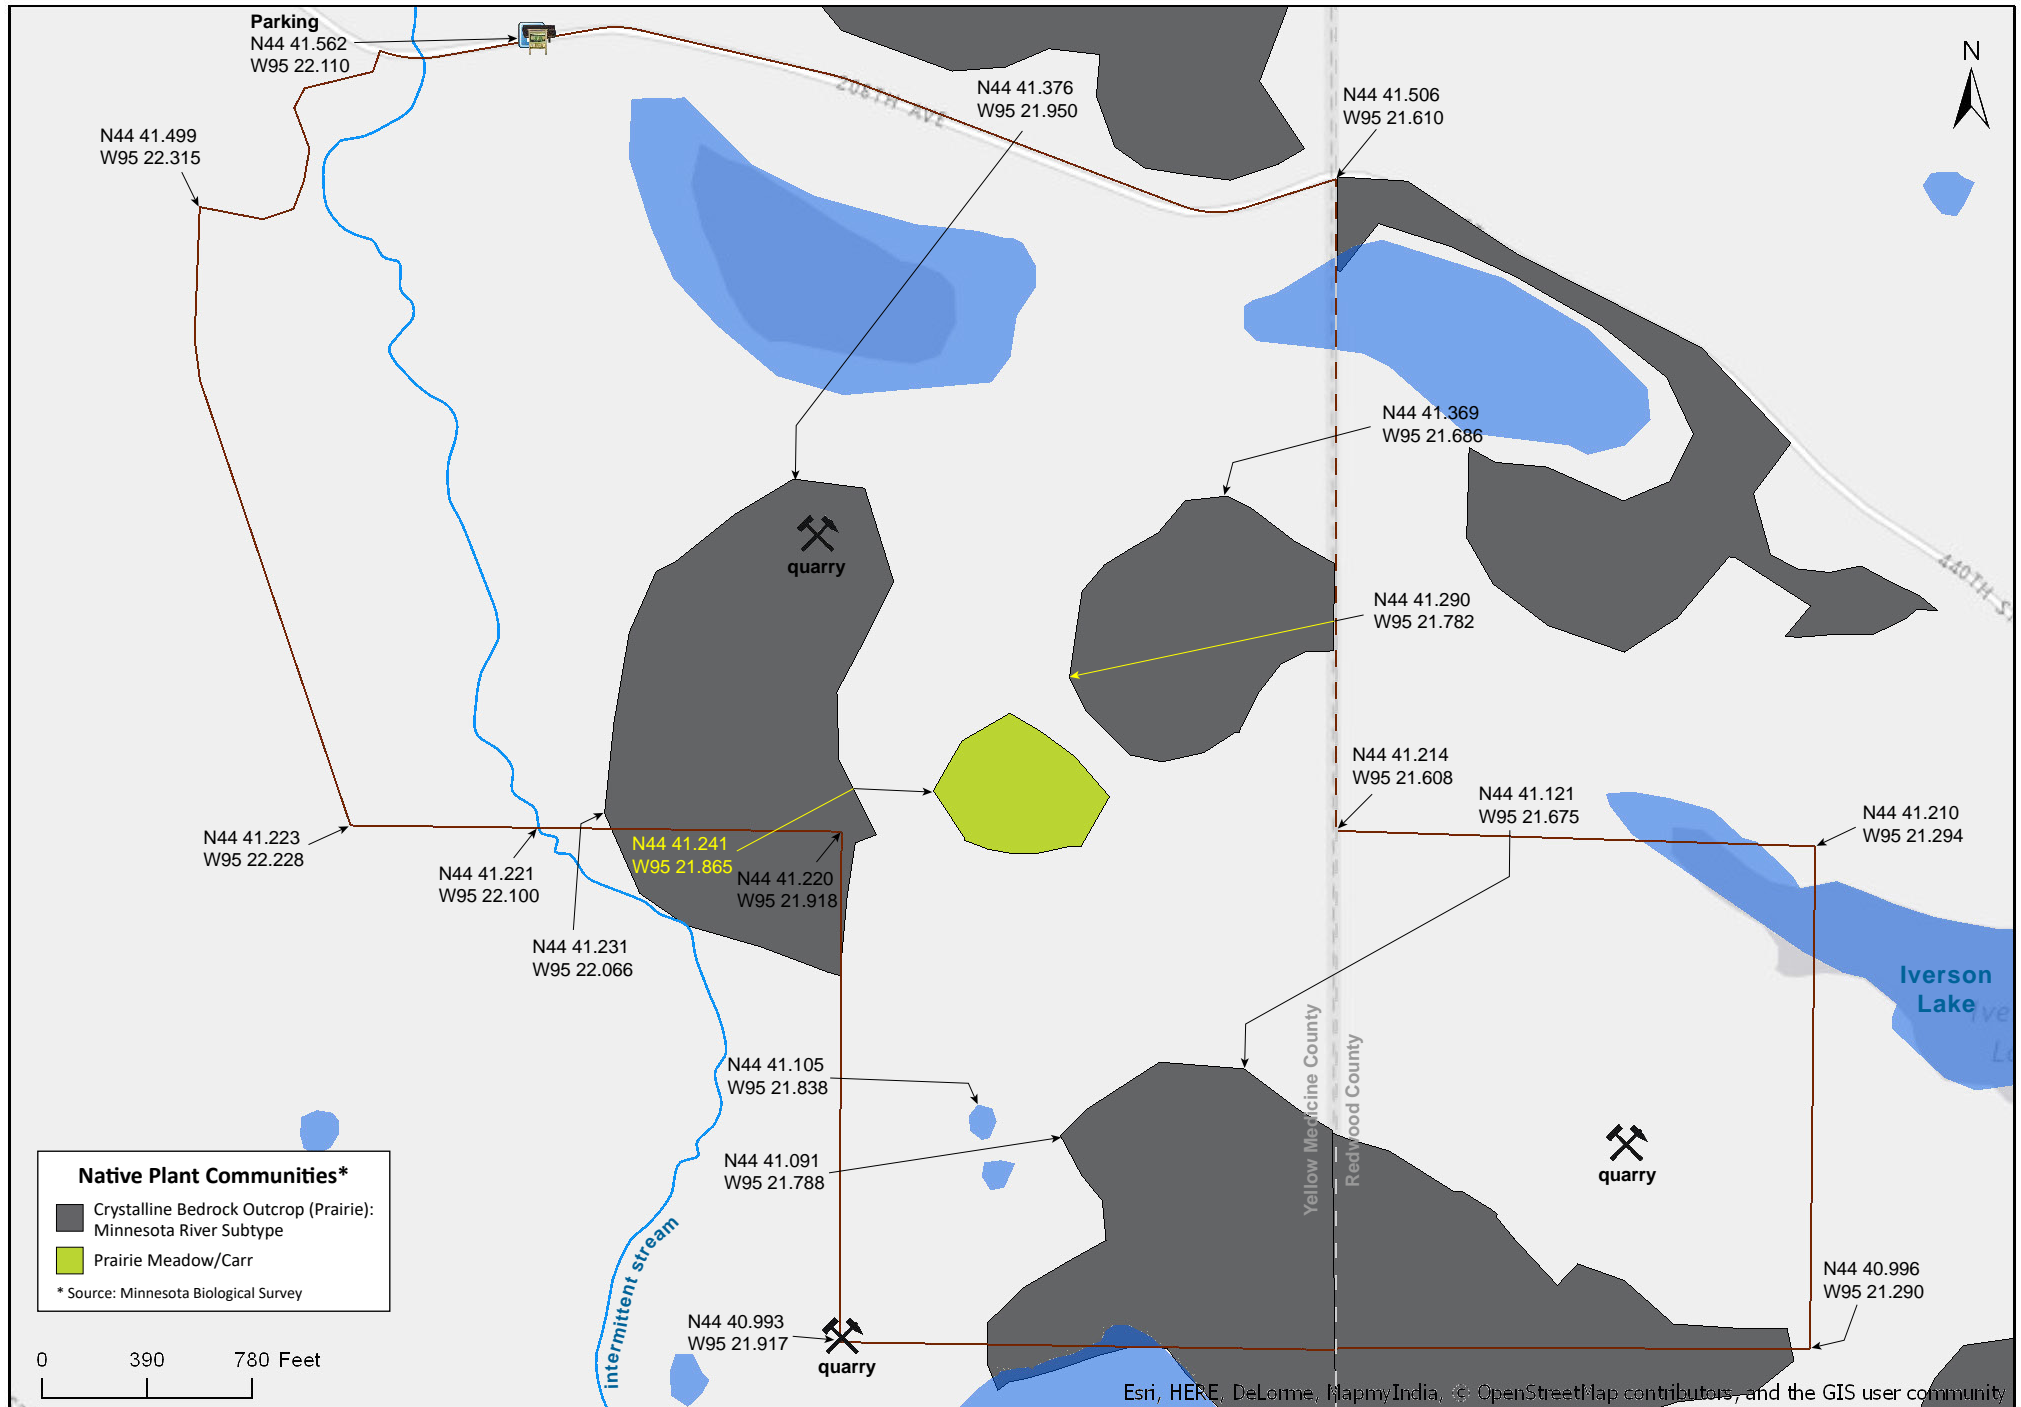 Parking
N44 41.562
W95 22.110
N
N44 41.376
W95 21.950
206TH AVE
N44 41.506
W95 21.610
N44 41.499
W95 22.315
N44 41.369
W95 21.686
quarry
440TH S
N44 41.290
W95 21.782
N44 41.214
W95 21.608
N44 41.121
W95 21.675
N44 41.210
W95 21.294
N44 41.223
W95 22.228
N44 41.241
W95 21.865
N44 41.221
W95 22.100
N44 41.220
W95 21.918
N44 41.231
W95 22.066
Iverson
Lake
Ive
L
Yellow Medicine County
Redwood County
N44 41.105
W95 21.838
N44 41.091
W95 21.788
quarry
Native Plant Communities*
Crystalline Bedrock Outcrop (Prairie):
Minnesota River Subtype
Prairie Meadow/Carr
* Source: Minnesota Biological Survey
intermittent stream
N44 40.996
W95 21.290
N44 40.993
W95 21.917
quarry
0 390 780 Feet
Esri, HERE, DeLorme, MapmyIndia, © OpenStreetMap contributors, and the GIS user community